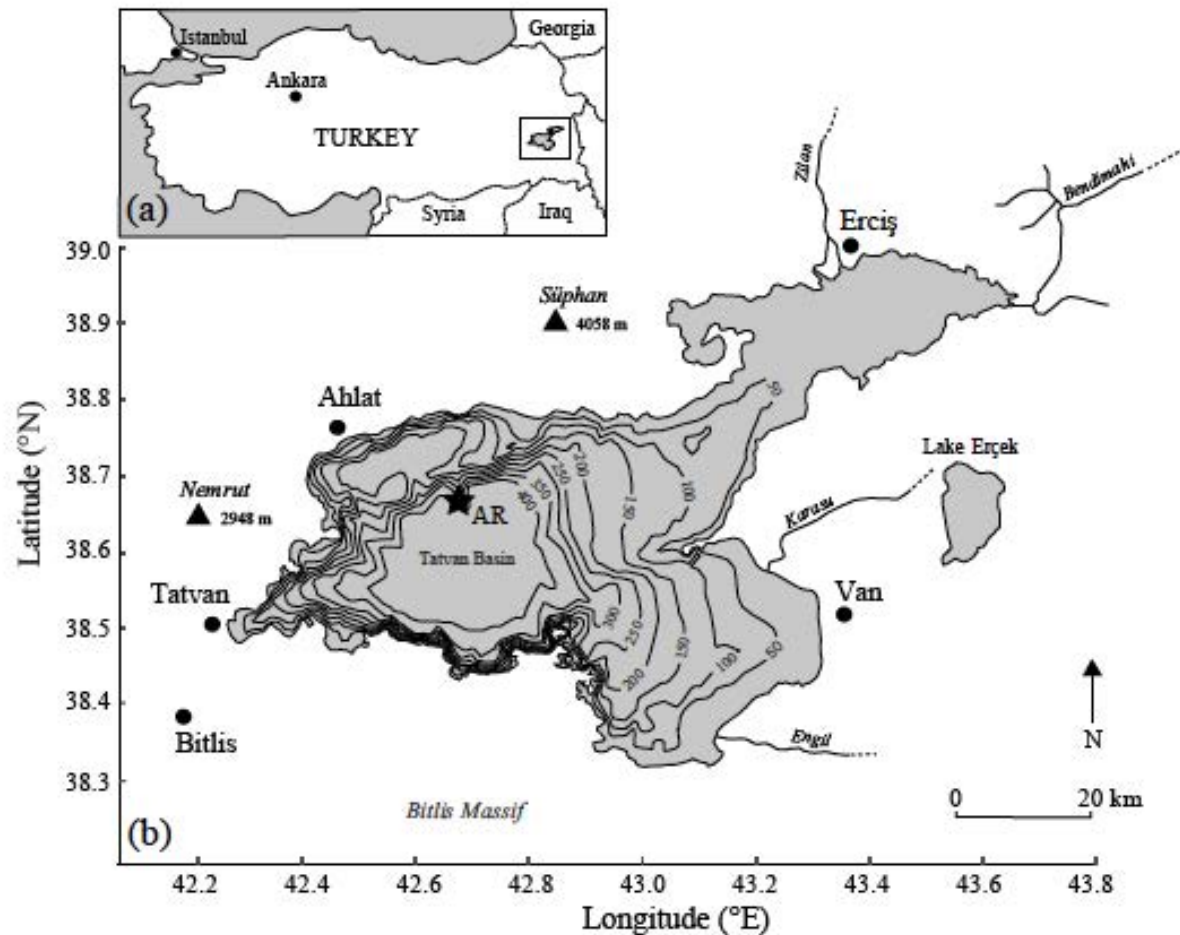 Georgia
Istanbul
Ankara
TURKEY
(a)
Syria
Iraq
Zilan
Bendimahi
Erciş
39.0
38.9
38.8
38.7
38.6
38.5
38.4
38.3
Latitude (°N)
Süphan
4058 m
Ahlat
50
Nemrut
2948 m
200
250
350
400
150
100
Lake Erçek
Karasu
AR
Tatvan Basin
Tatvan
Van
300
250
200
150
100
50
Bitlis
Engil
N
Bitlis Massif
0 20 km
(b)
42.2 42.4 42.6 42.8 43.0 43.2 43.4 43.6 43.8
Longitude (°E)